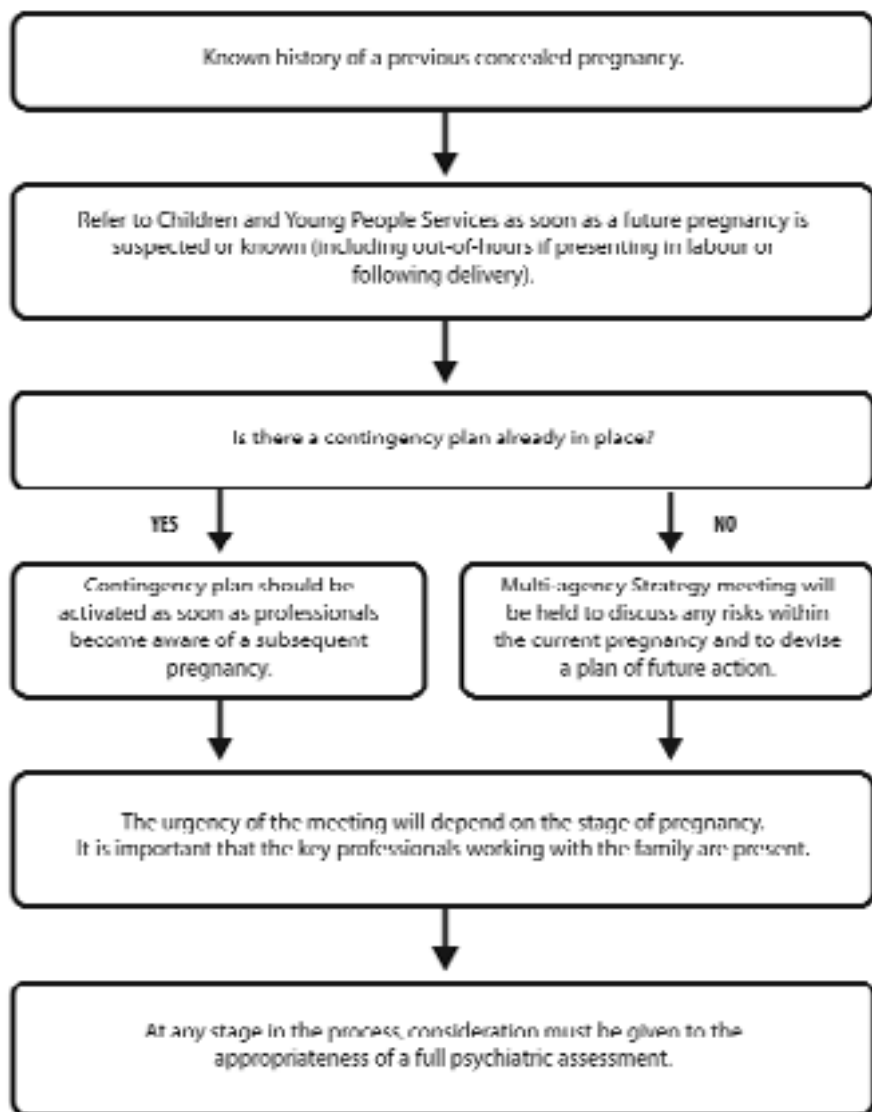 Known history of a previous concealed pregnancy.
Refer to Children and Young People Services as soon as a future pregnancy is
suspected or known (including out-of-hours if presenting in labour or
following delivery).
Is there a contingency plan already in place?
YES
NO
Contingency plan should be
activated as soon as professionals
become aware of a subsequent
pregnancy.
Multi-agency Strategy meeting will
be held to discuss any risks within
the current pregnancy and to devise
a plan of future action.
The urgency of the meeting will depend on the stage of pregnancy.
It is important that the key professionals working with the family are present.
At any stage in the process, consideration must be given to the
appropriateness of a full psychiatric assessment.